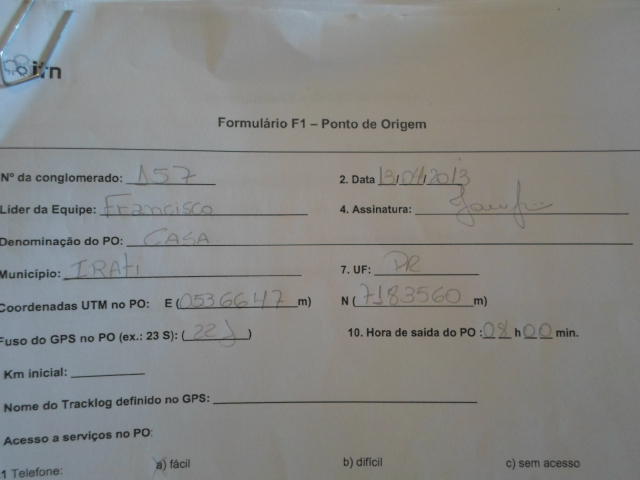 ifn
Formulário F1 – Ponto de Origem
Nº da conglomerado: 157 2. Data 13/04/2013
Líder da Equipe: Francisco 4. Assinatura:
Denominação do PO: CASA
Município: IRATI 7. UF: PR
Coordenadas UTM no PO: E (0536647 m) N (7183560 m)
Fuso do GPS no PO (ex.: 23 S): (22J) 10. Hora de saida do PO : 08 h 00 min.
Km inicial:
Nome do Tracklog definido no GPS:
Acesso a serviços no PO:
1 Telefone: a) fácil b) difícil c) sem acesso